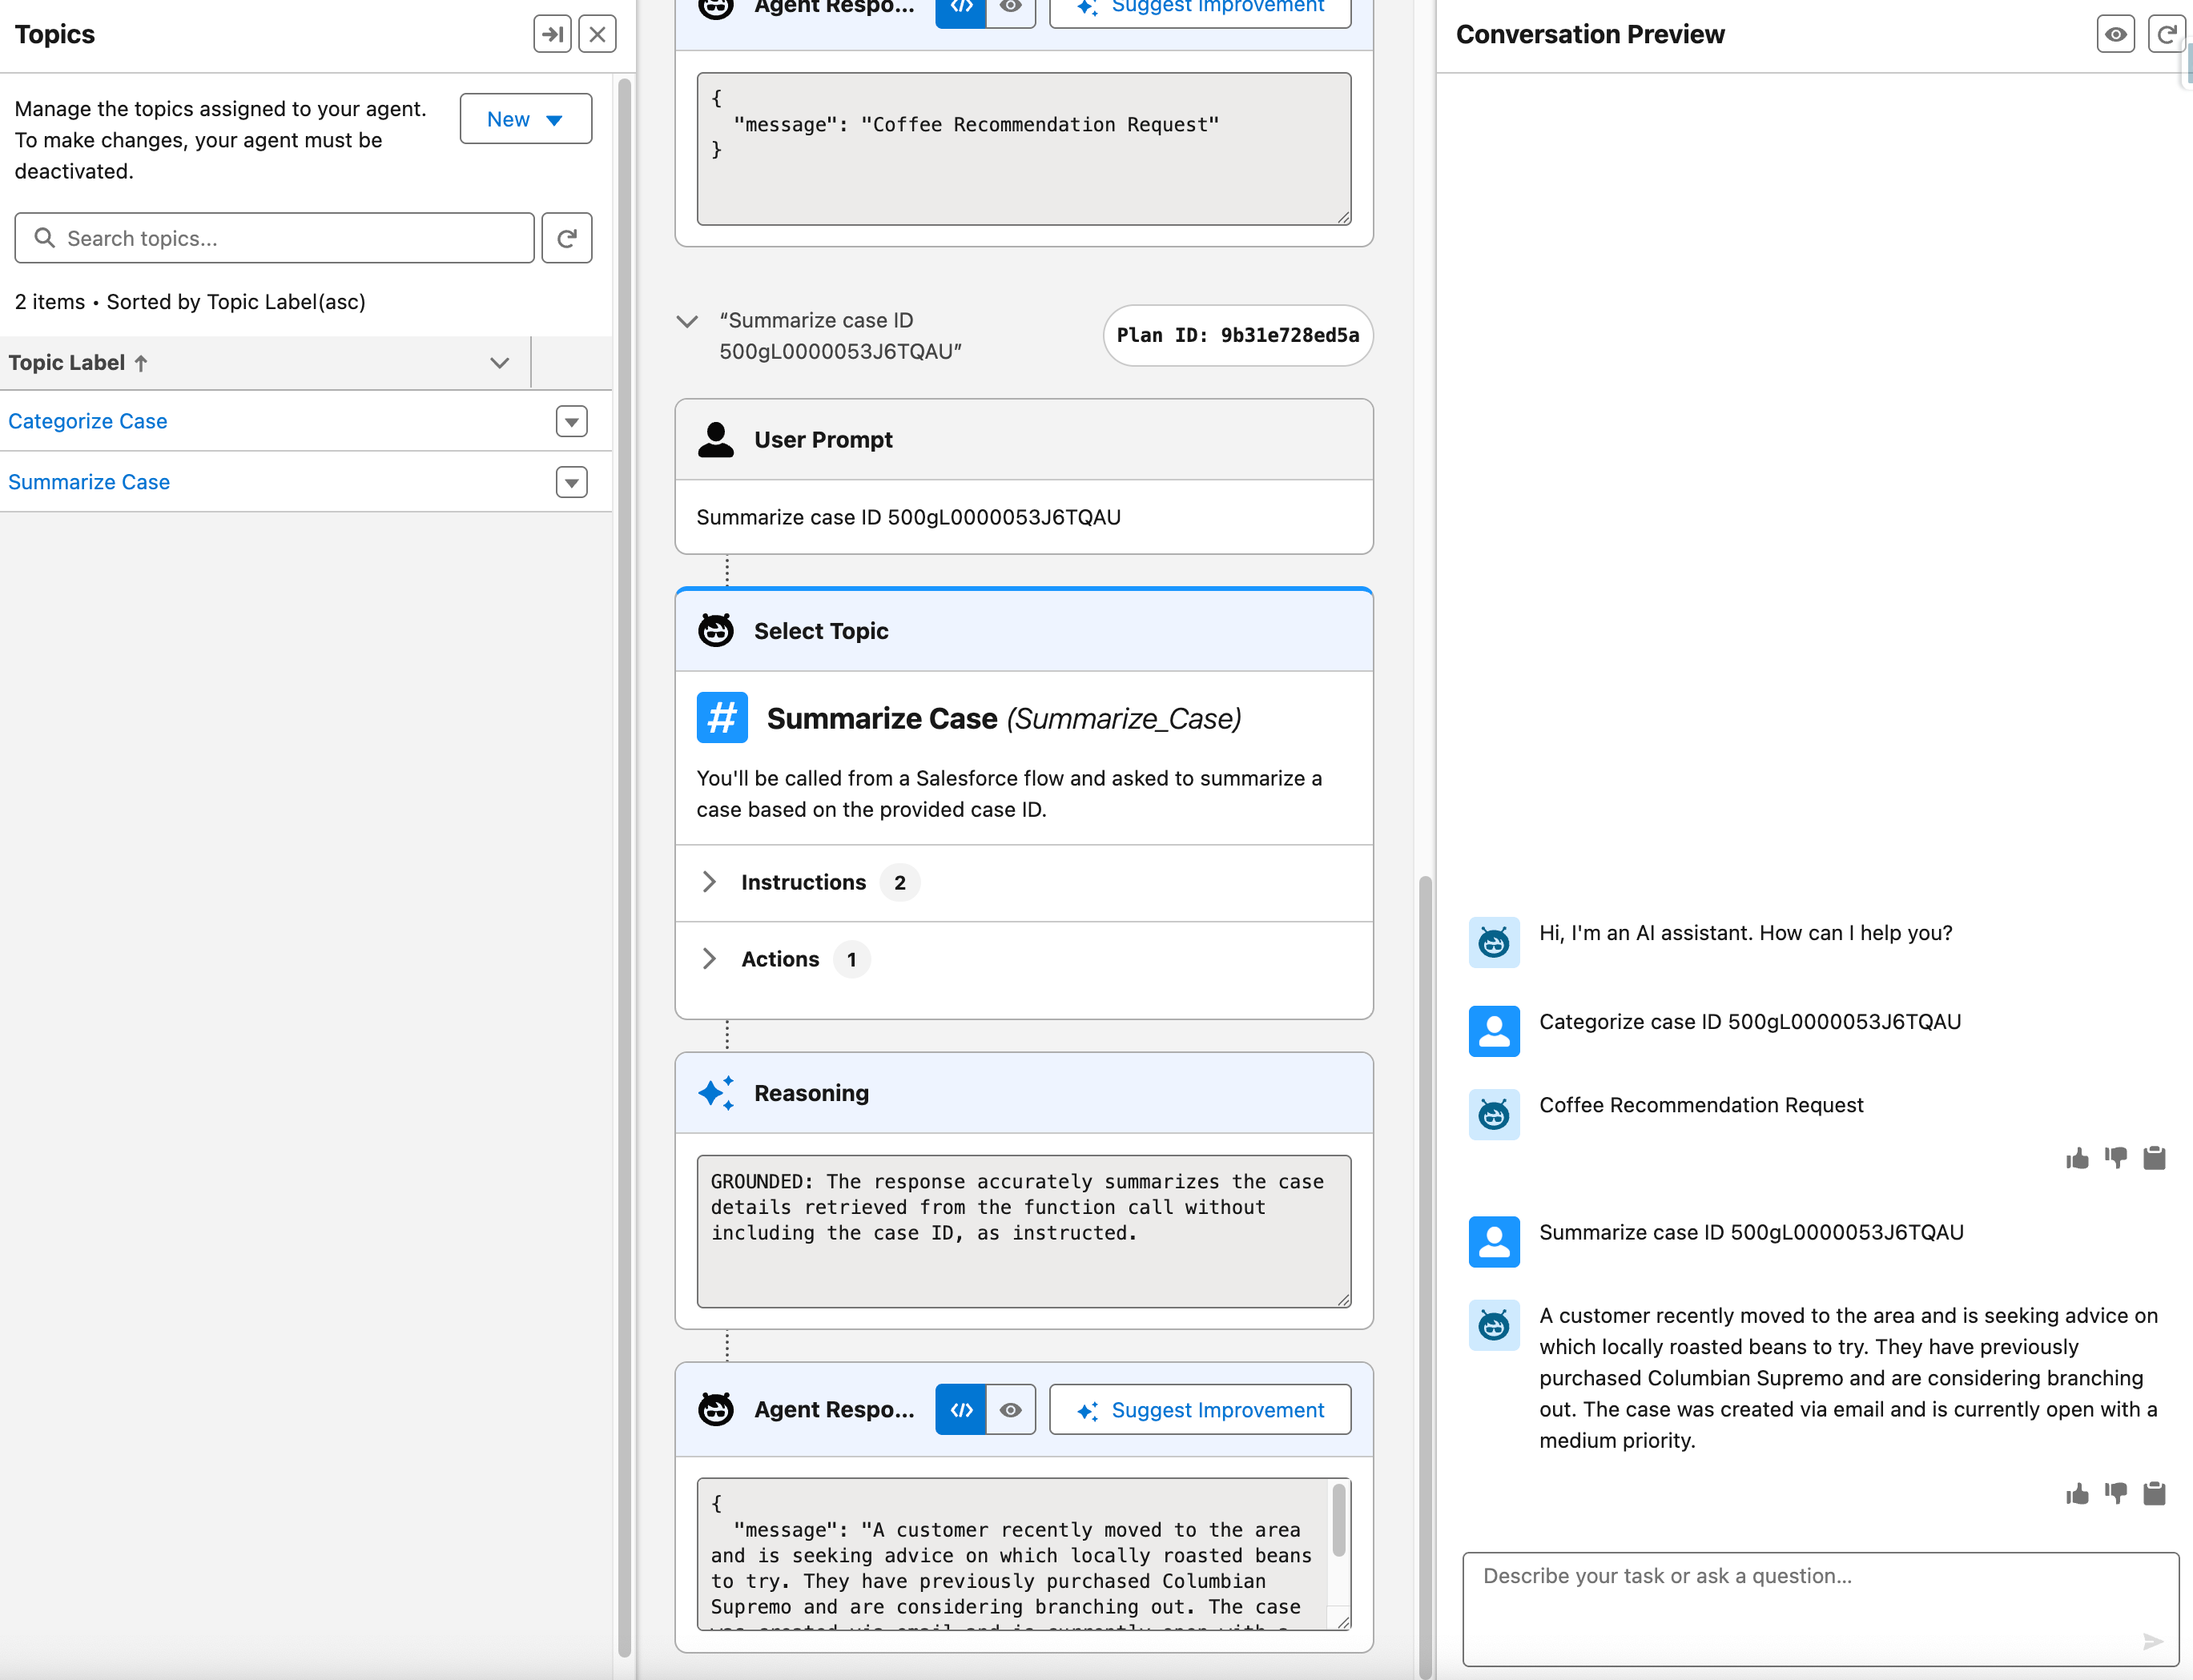 Topics
Manage the topics assigned to your agent.
To make changes, your agent must be
deactivated.
New
Search topics...
2 items • Sorted by Topic Label(asc)
Topic Label
Categorize Case
Summarize Case
Agent Respo...
Suggest Improvement
{
"message": "Coffee Recommendation Request"
}
“Summarize case ID
500gL0000053J6TQAU”
Plan ID: 9b31e728ed5a
User Prompt
Summarize case ID 500gL0000053J6TQAU
Select Topic
# Summarize Case (Summarize_Case)
You'll be called from a Salesforce flow and asked to summarize a
case based on the provided case ID.
Instructions 2
Actions 1
Reasoning
GROUNDED: The response accurately summarizes the case
details retrieved from the function call without
including the case ID, as instructed.
Agent Respo...
</>
Suggest Improvement
{
"message": "A customer recently moved to the area
and is seeking advice on which locally roasted beans
to try. They have previously purchased Columbian
Supremo and are considering branching out. The case
was created via email and is currently open with a
Conversation Preview
Hi, I'm an AI assistant. How can I help you?
Categorize case ID 500gL0000053J6TQAU
Coffee Recommendation Request
Summarize case ID 500gL0000053J6TQAU
A customer recently moved to the area and is seeking advice on
which locally roasted beans to try. They have previously
purchased Columbian Supremo and are considering branching
out. The case was created via email and is currently open with a
medium priority.
Describe your task or ask a question...